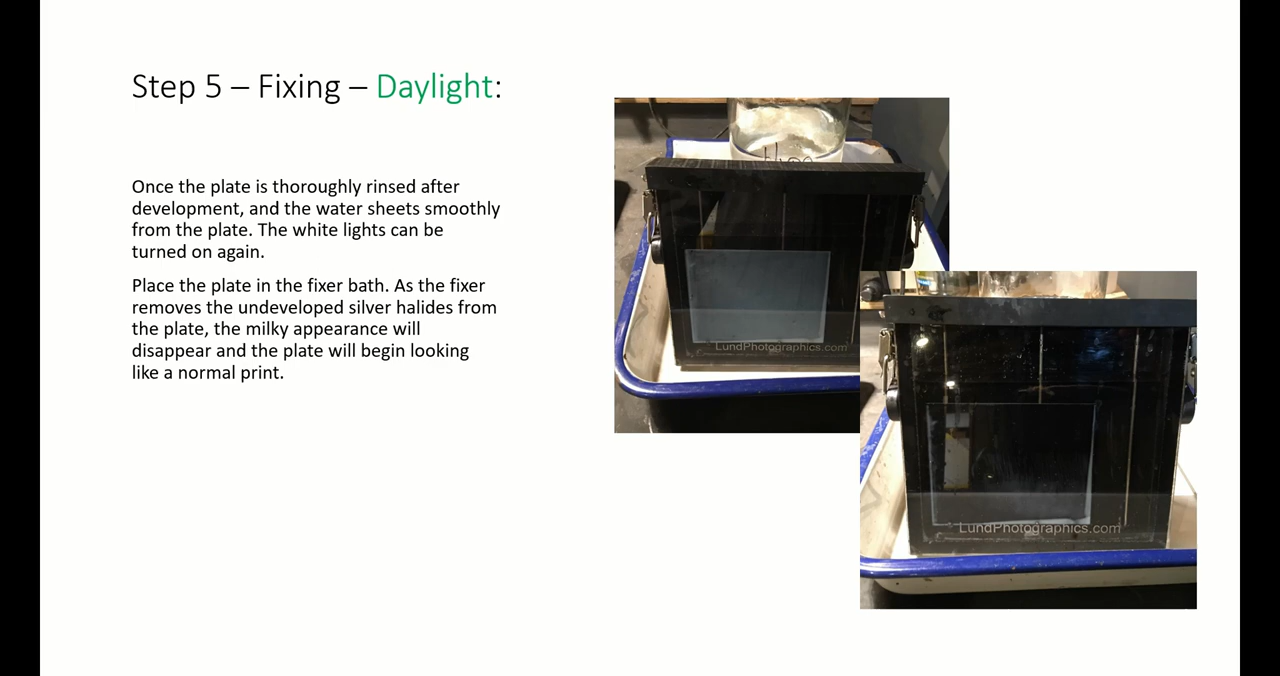 Step 5 – Fixing – Daylight:
Once the plate is thoroughly rinsed after
development, and the water sheets smoothly
from the plate. The white lights can be
turned on again.
Place the plate in the fixer bath. As the fixer
removes the undeveloped silver halides from
the plate, the milky appearance will
disappear and the plate will begin looking
like a normal print.
LundPhotographics.com
LundPhotographics.com